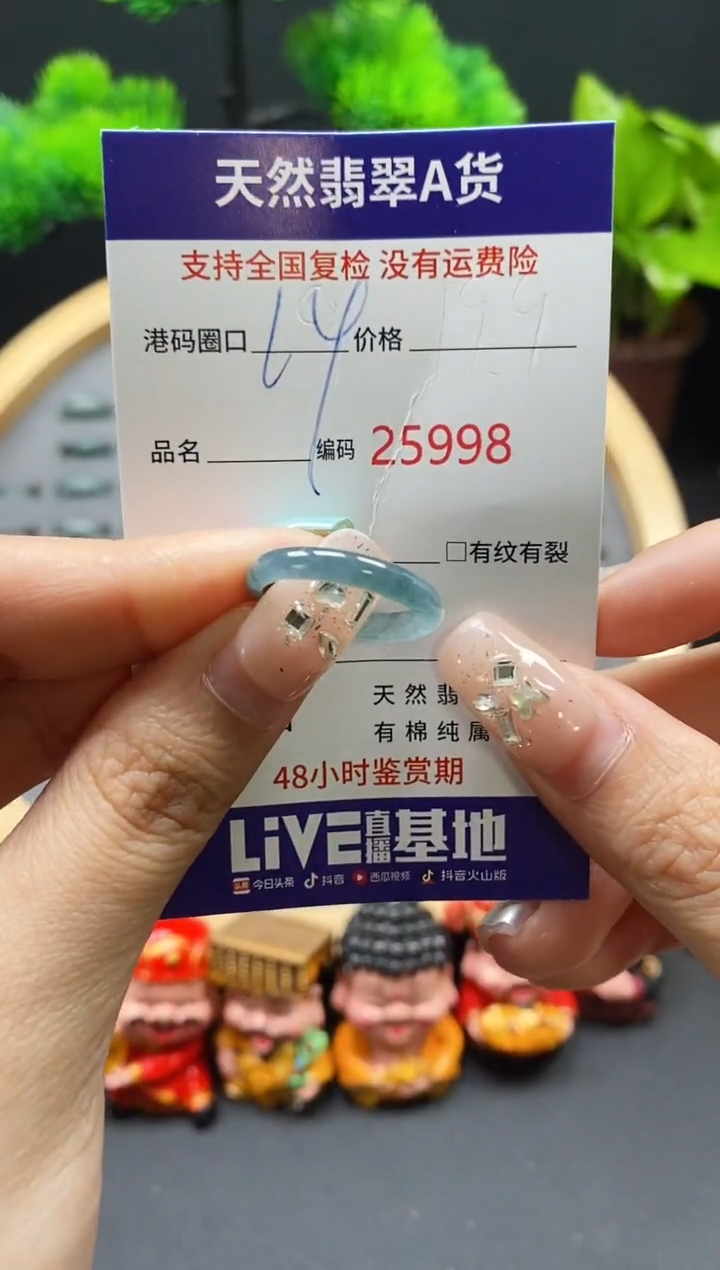 天然翡翠A货
支持全国复检 没有运费险
港码圈口 14 价格
品名 编码 25998
□有纹有裂
天然翡
有棉纯属
48小时鉴赏期
LiVE直播基地
头条 今日头条 抖音 西瓜视频 抖音火山版